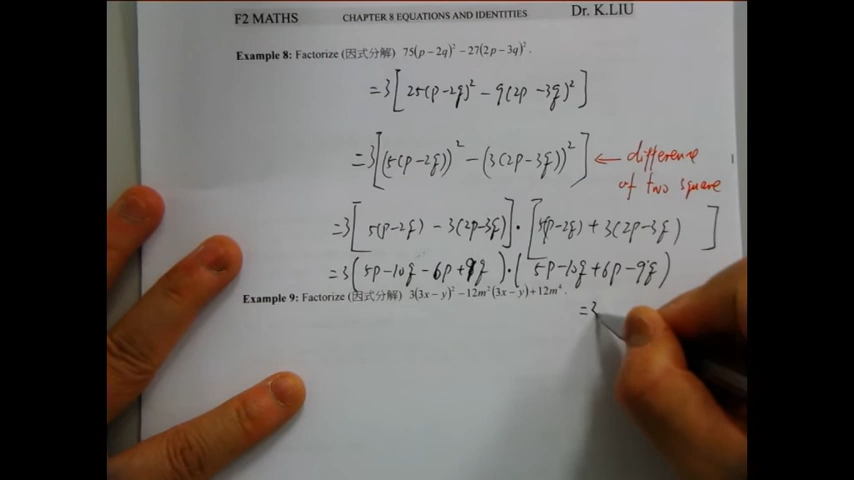 F2 MATHS CHAPTER 8 EQUATIONS AND IDENTITIES Dr. K.LIU
Example 8: Factorize (因式分解) 75(p−2q)²−27(2p−3q)².
=3[25(p-2q)² - 9(2p-3q)²]
=3[(5(p-2q))² - (3(2p-3q))²] ← difference
of two square
=3[5(p-2q) - 3(2p-3q)]·[5(p-2q) + 3(2p-3q)]
=3(5p-10q-6p+9q)·(5p-10q+6p-9q)
Example 9: Factorize (因式分解) 3(3x−y)²−12m²(3x−y)+12m⁴.
=3